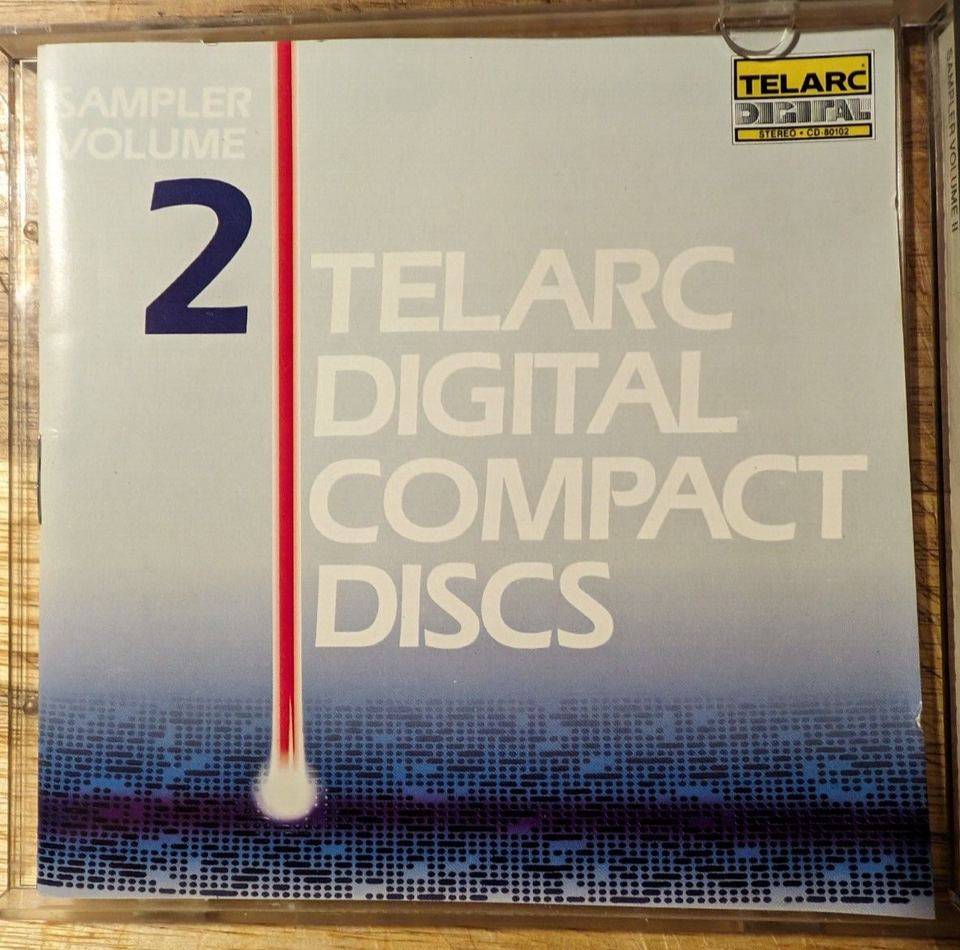 SAMPLER
VOLUME
2
TELARC
DIGITAL
STEREO • CD-80102
TELARC
DIGITAL
COMPACT
DISCS
SAMPLER VOLUME II